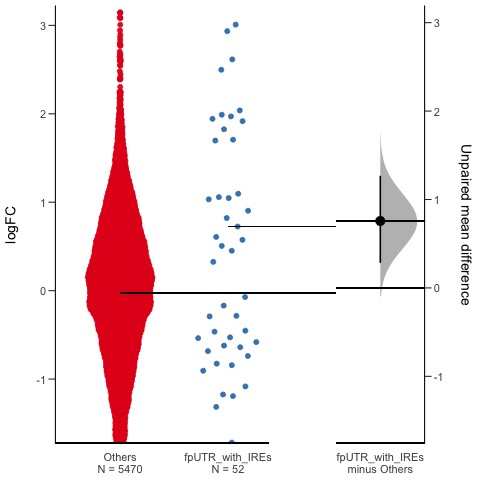 3
2
1
0
-1
logFC
3
2
1
0
-1
Unpaired mean difference
Others
N = 5470
fpUTR_with_IREs
N = 52
fpUTR_with_IREs
minus Others